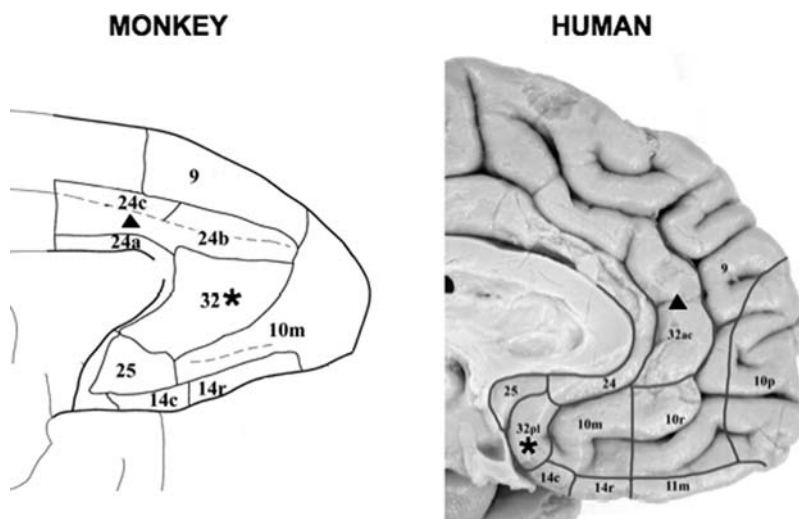 MONKEY
HUMAN
9
24c
24b
24a
32*
10m
25
14r
14c
9
32ac
24
25
10p
32pl
10m
10r
*
14c
14r
11m